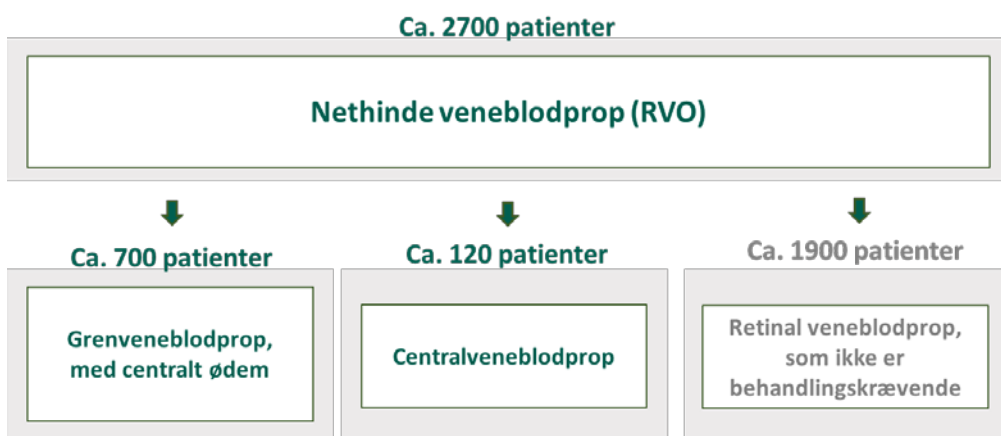 Ca. 2700 patienter
Nethinde veneblodprop (RVO)
Ca. 700 patienter
Ca. 120 patienter
Ca. 1900 patienter
Grenveneblodprop,
med centralt ødem
Centralveneblodprop
Retinal veneblodprop,
som ikke er
behandlingskrævende